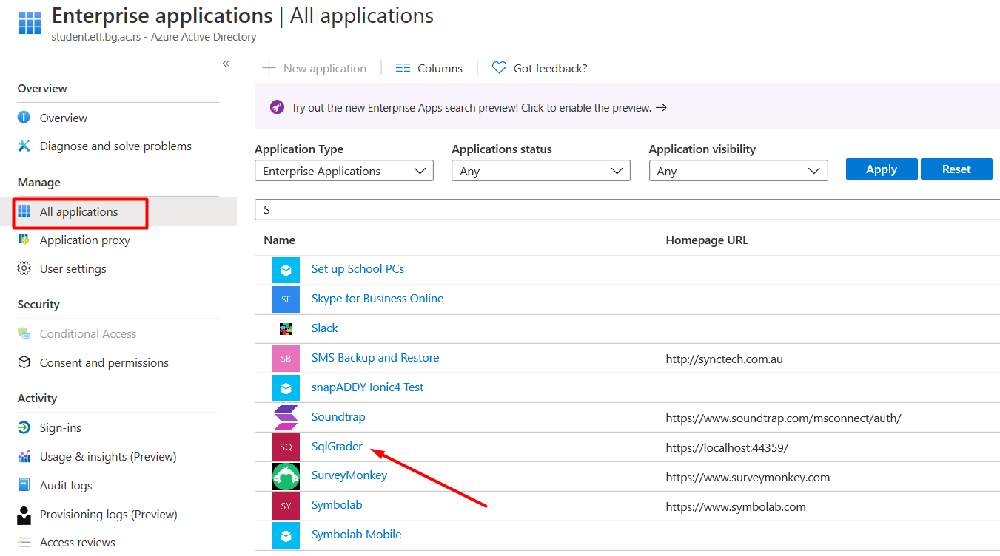 Enterprise applications | All applications
student.etf.bg.ac.rs - Azure Active Directory
«
Overview
Overview
Diagnose and solve problems
Manage
All applications
Application proxy
User settings
Security
Conditional Access
Consent and permissions
Activity
Sign-ins
Usage & insights (Preview)
Audit logs
Provisioning logs (Preview)
Access reviews
New application Columns Got feedback?
Try out the new Enterprise Apps search preview! Click to enable the preview. →
Application Type Applications status Application visibility
Enterprise Applications Any Any Apply Reset
S
Name Homepage URL
Set up School PCs
SF Skype for Business Online
Slack
SB SMS Backup and Restore http://synctech.com.au
snapADDY Ionic4 Test
Soundtrap https://www.soundtrap.com/msconnect/auth/
SQ SqlGrader https://localhost:44359/
SurveyMonkey https://www.surveymonkey.com
SY Symbolab https://www.symbolab.com
Symbolab Mobile